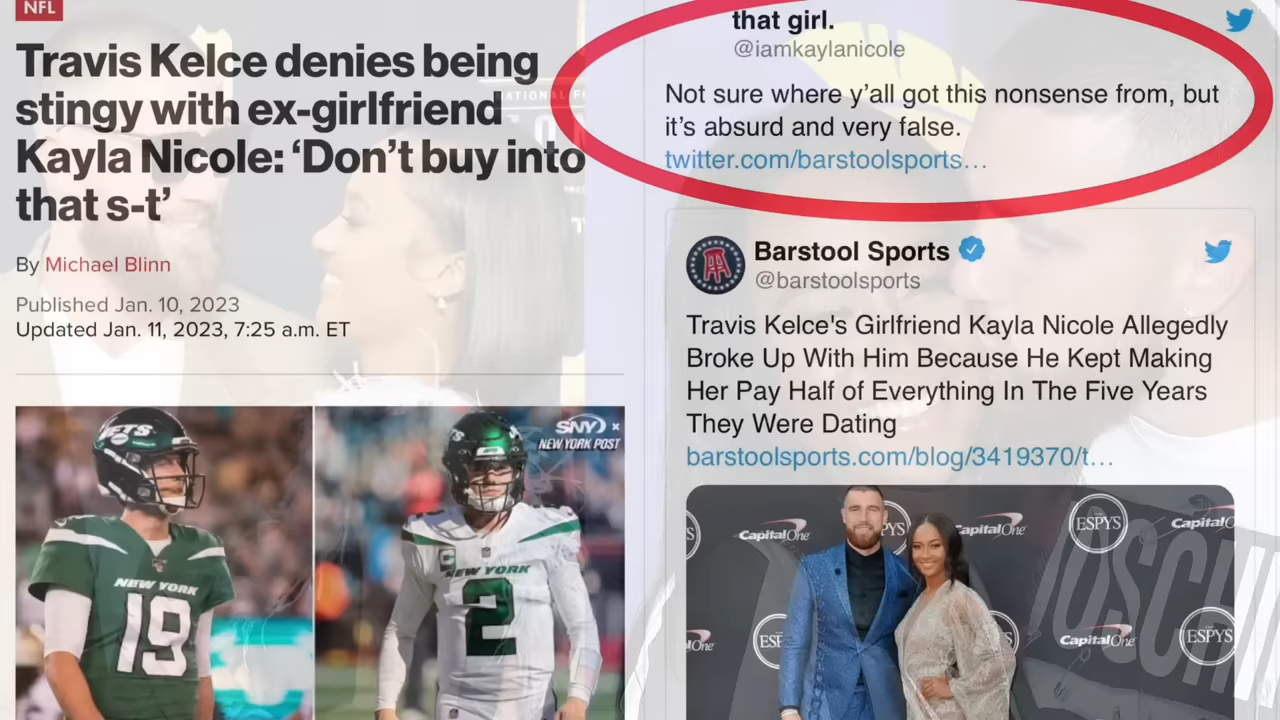 NFL
Travis Kelce denies being
stingy with ex-girlfriend
Kayla Nicole: ‘Don’t buy into
that s-t’
By Michael Blinn
Published Jan. 10, 2023
Updated Jan. 11, 2023, 7:25 a.m. ET
SNY ×
NEW YORK POST
JETS
NEW YORK
19
NEW YORK
2
that girl.
@iamkaylanicole
Not sure where y’all got this nonsense from, but
it’s absurd and very false.
twitter.com/barstoolsports…
Barstool Sports
@barstoolsports
Travis Kelce's Girlfriend Kayla Nicole Allegedly
Broke Up With Him Because He Kept Making
Her Pay Half of Everything In The Five Years
They Were Dating
barstoolsports.com/blog/3419370/t…
CapitalOne
ESPYS
CapitalOne
ESPYS
CapitalOne
ESPYS